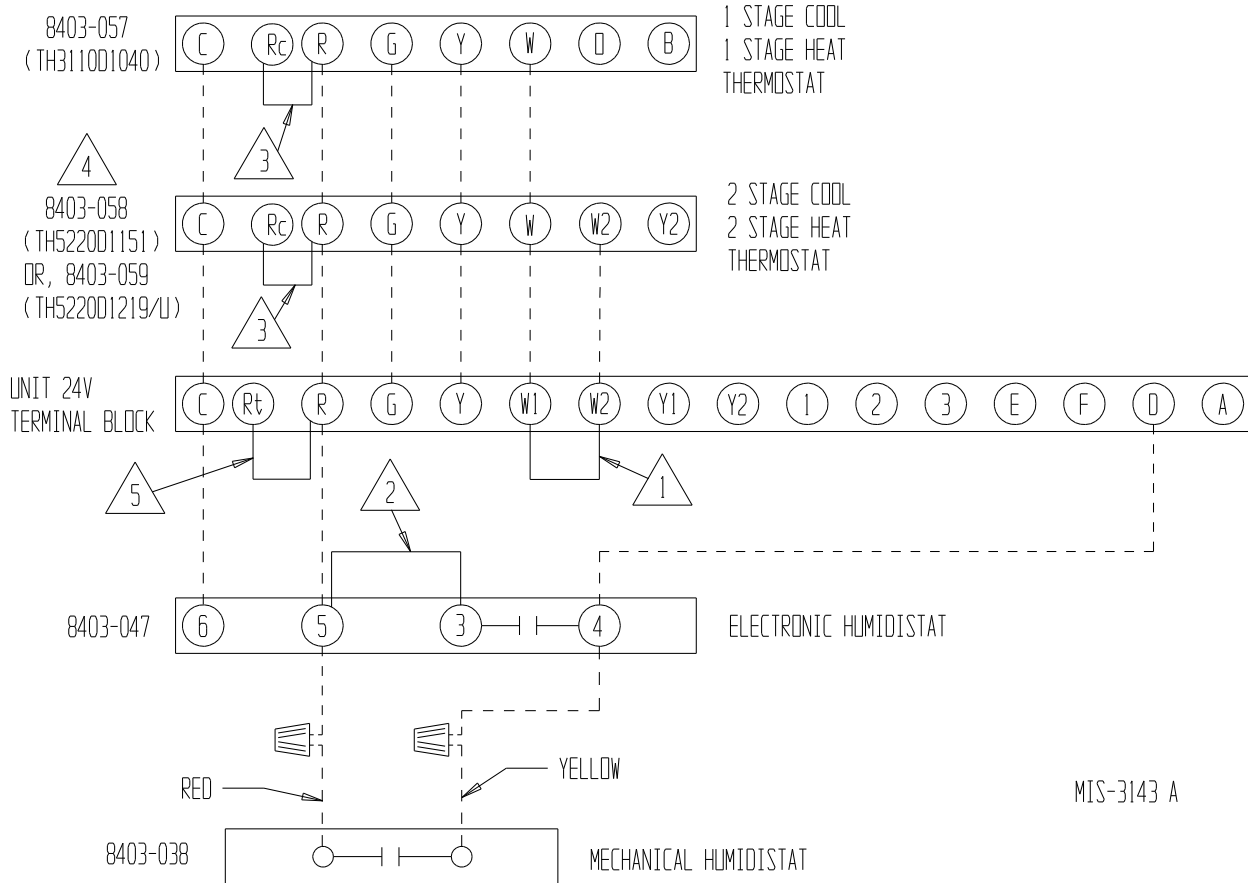 8403-057
(TH3110D1040)
C Rc R G Y W O B
1 STAGE COOL
1 STAGE HEAT
THERMOSTAT
3
4
8403-058
(TH5220D1151)
OR, 8403-059
(TH5220D1219/U)
C Rc R G Y W W2 Y2
2 STAGE COOL
2 STAGE HEAT
THERMOSTAT
3
UNIT 24V
TERMINAL BLOCK
C Rt R G Y W1 W2 Y1 Y2 1 2 3 E F D A
5
2
1
8403-047
6 5 3 4
ELECTRONIC HUMIDISTAT
RED
YELLOW
MIS-3143 A
8403-038
MECHANICAL HUMIDISTAT